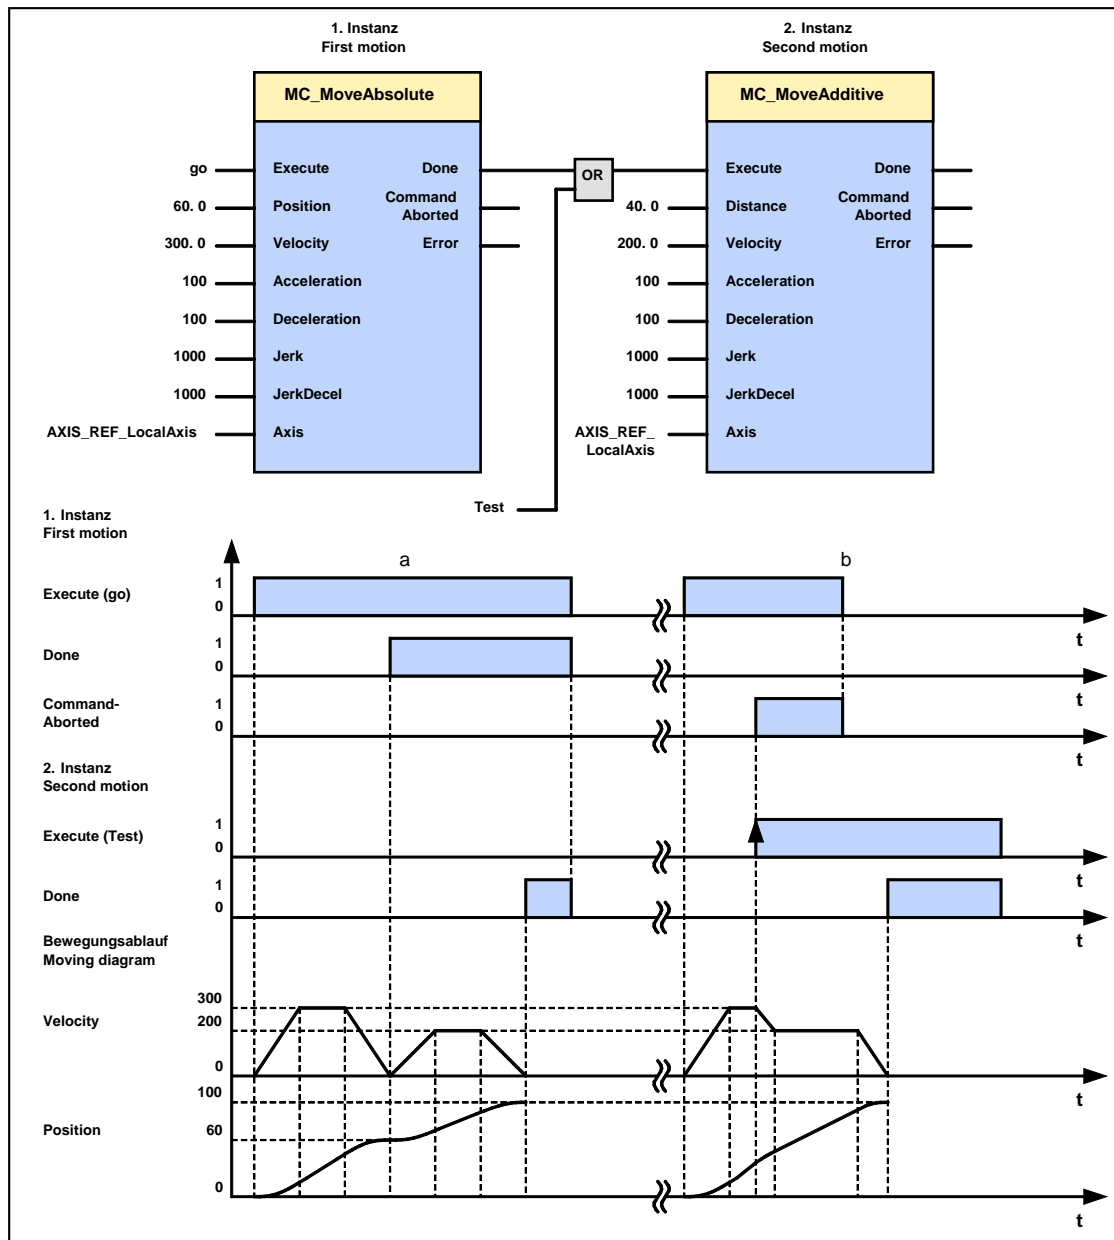 1. Instanz
First motion
2. Instanz
Second motion
MC_MoveAbsolute
MC_MoveAdditive
go Execute Done OR Execute Done
60. 0 Position Command Aborted 40. 0 Distance Command Aborted
300. 0 Velocity Error 200. 0 Velocity Error
100 Acceleration 100 Acceleration
100 Deceleration 100 Deceleration
1000 Jerk 1000 Jerk
1000 JerkDecel 1000 JerkDecel
AXIS_REF_LocalAxis Axis AXIS_REF_ LocalAxis Axis
Test
1. Instanz
First motion
a b
Execute (go) 1 0 t
Done 1 0 t
Command-
Aborted 1 0 t
2. Instanz
Second motion
Execute (Test) 1 0 t
Done 1 0 t
Bewegungsablauf
Moving diagram
Velocity 300 200 0 t
Position 100 60 0 t